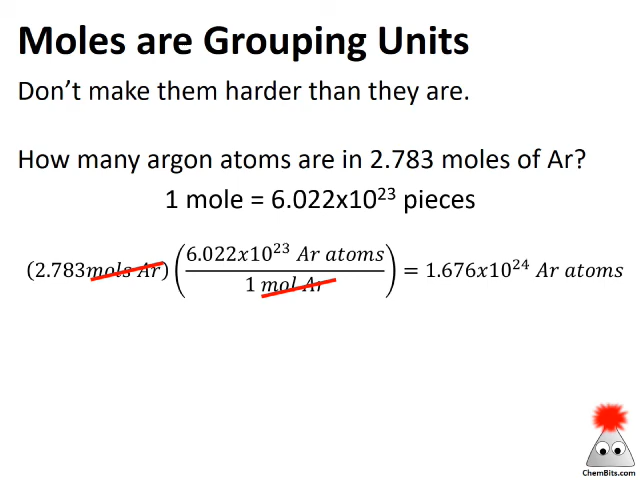 Moles are Grouping Units
Don't make them harder than they are.
How many argon atoms are in 2.783 moles of Ar?
1 mole = 6.022x10²³ pieces
(2.783mols Ar) (6.022x10²³ Ar atoms / 1 mol Ar) = 1.676x10²⁴ Ar atoms
ChemBits.com